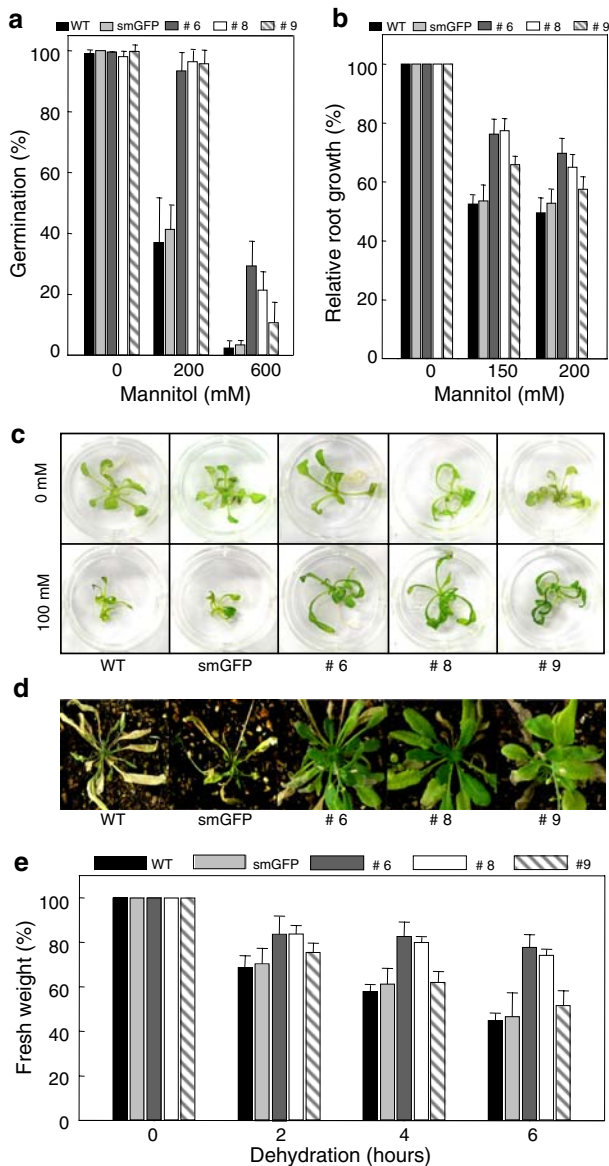 a
WT smGFP # 6 # 8 # 9
Germination (%)
100
80
60
40
20
0
0 200 600
Mannitol (mM)
b
WT smGFP # 6 # 8 # 9
Relative root growth (%)
100
80
60
40
20
0
0 150 200
Mannitol (mM)
c
0 mM
100 mM
WT smGFP # 6 # 8 # 9
d
WT smGFP # 6 # 8 # 9
e
WT smGFP # 6 # 8 #9
Fresh weight (%)
100
80
60
40
20
0
0 2 4 6
Dehydration (hours)